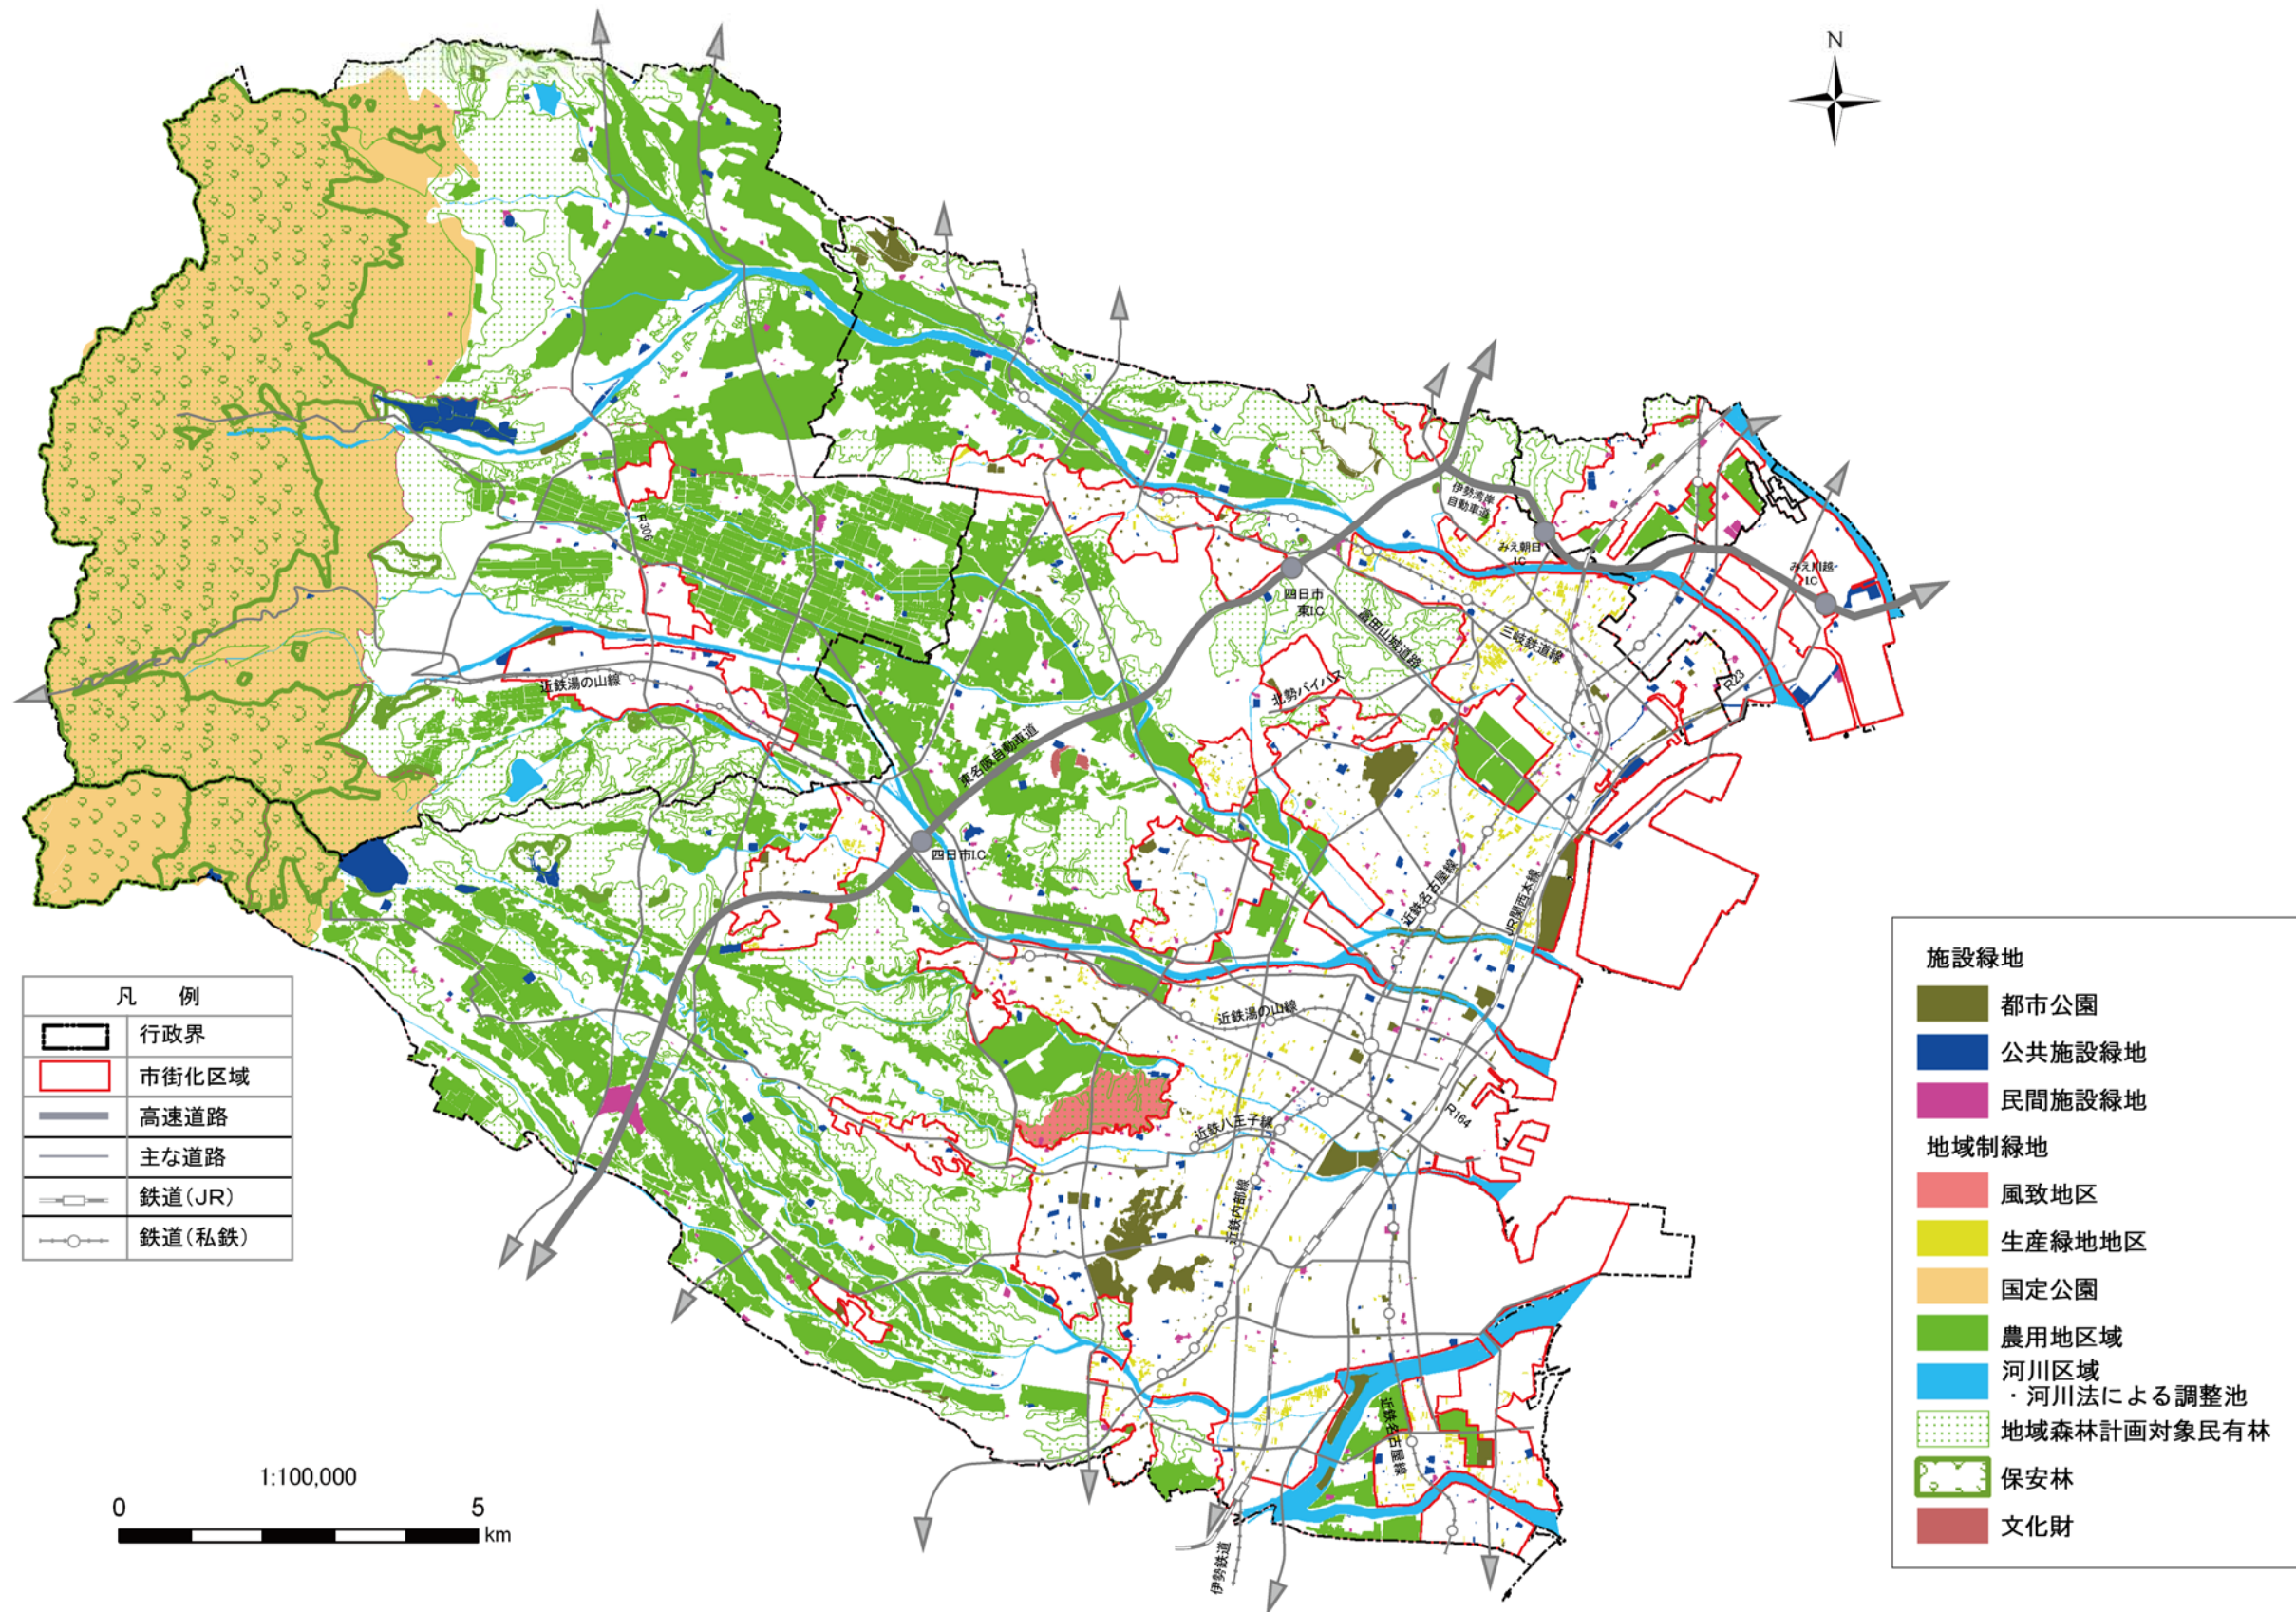 N
R306
伊勢湾岸
自動車道
みえ朝日
I.C
みえ川越
I.C
四日市
東I.C
富田山城道路
三岐鉄道線
北勢バイパス
R23
近鉄湯の山線
東名阪自動車道
四日市I.C
近鉄名古屋線
JR関西本線
近鉄湯の山線
R164
近鉄八王子線
近鉄内部線
近鉄名古屋線
伊勢鉄道
凡 例
行政界
市街化区域
高速道路
主な道路
鉄道(JR)
鉄道(私鉄)
1:100,000
0 5
km
施設緑地
都市公園
公共施設緑地
民間施設緑地
地域制緑地
風致地区
生産緑地地区
国定公園
農用地区域
河川区域
・河川法による調整池
地域森林計画対象民有林
保安林
文化財